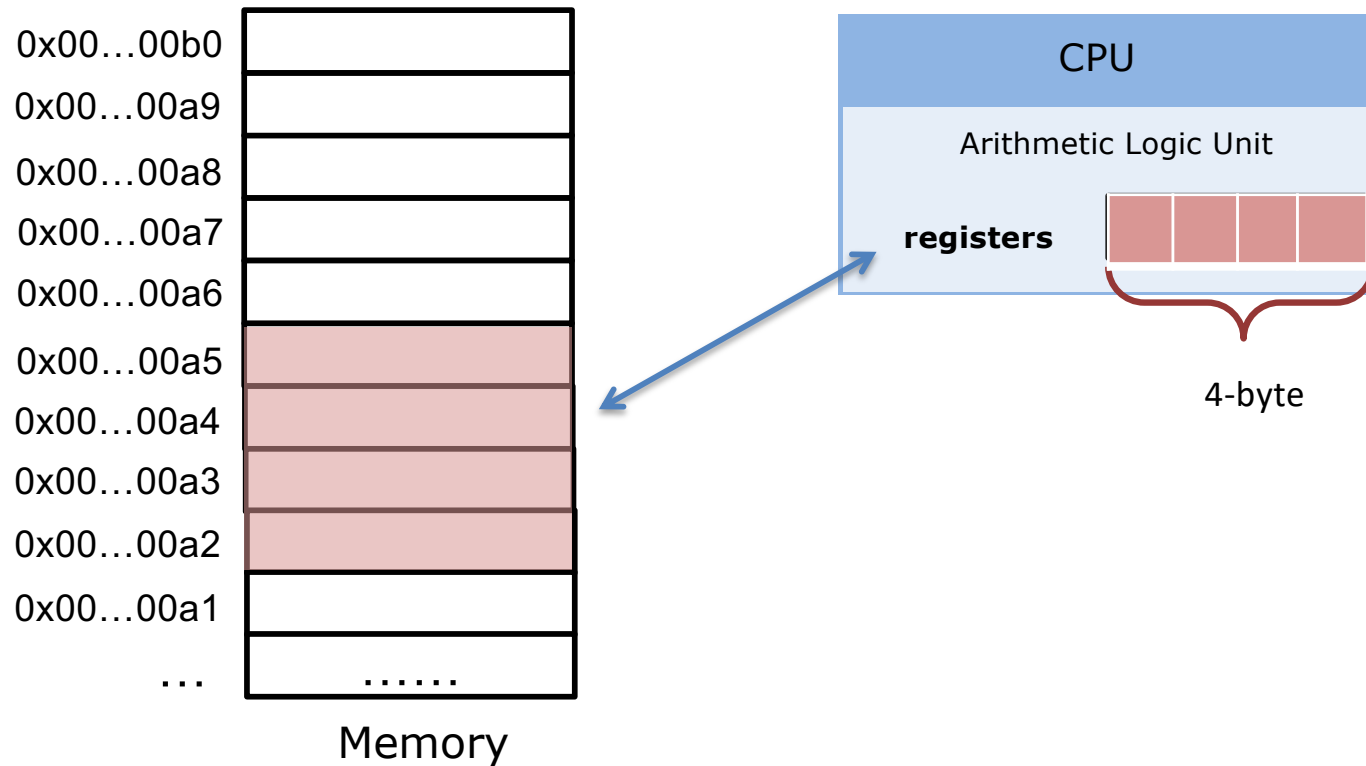 0x00…00b0
0x00…00a9
0x00…00a8
0x00…00a7
0x00…00a6
0x00…00a5
0x00…00a4
0x00…00a3
0x00…00a2
0x00…00a1
…
......
Memory
CPU
Arithmetic Logic Unit
registers
4-byte